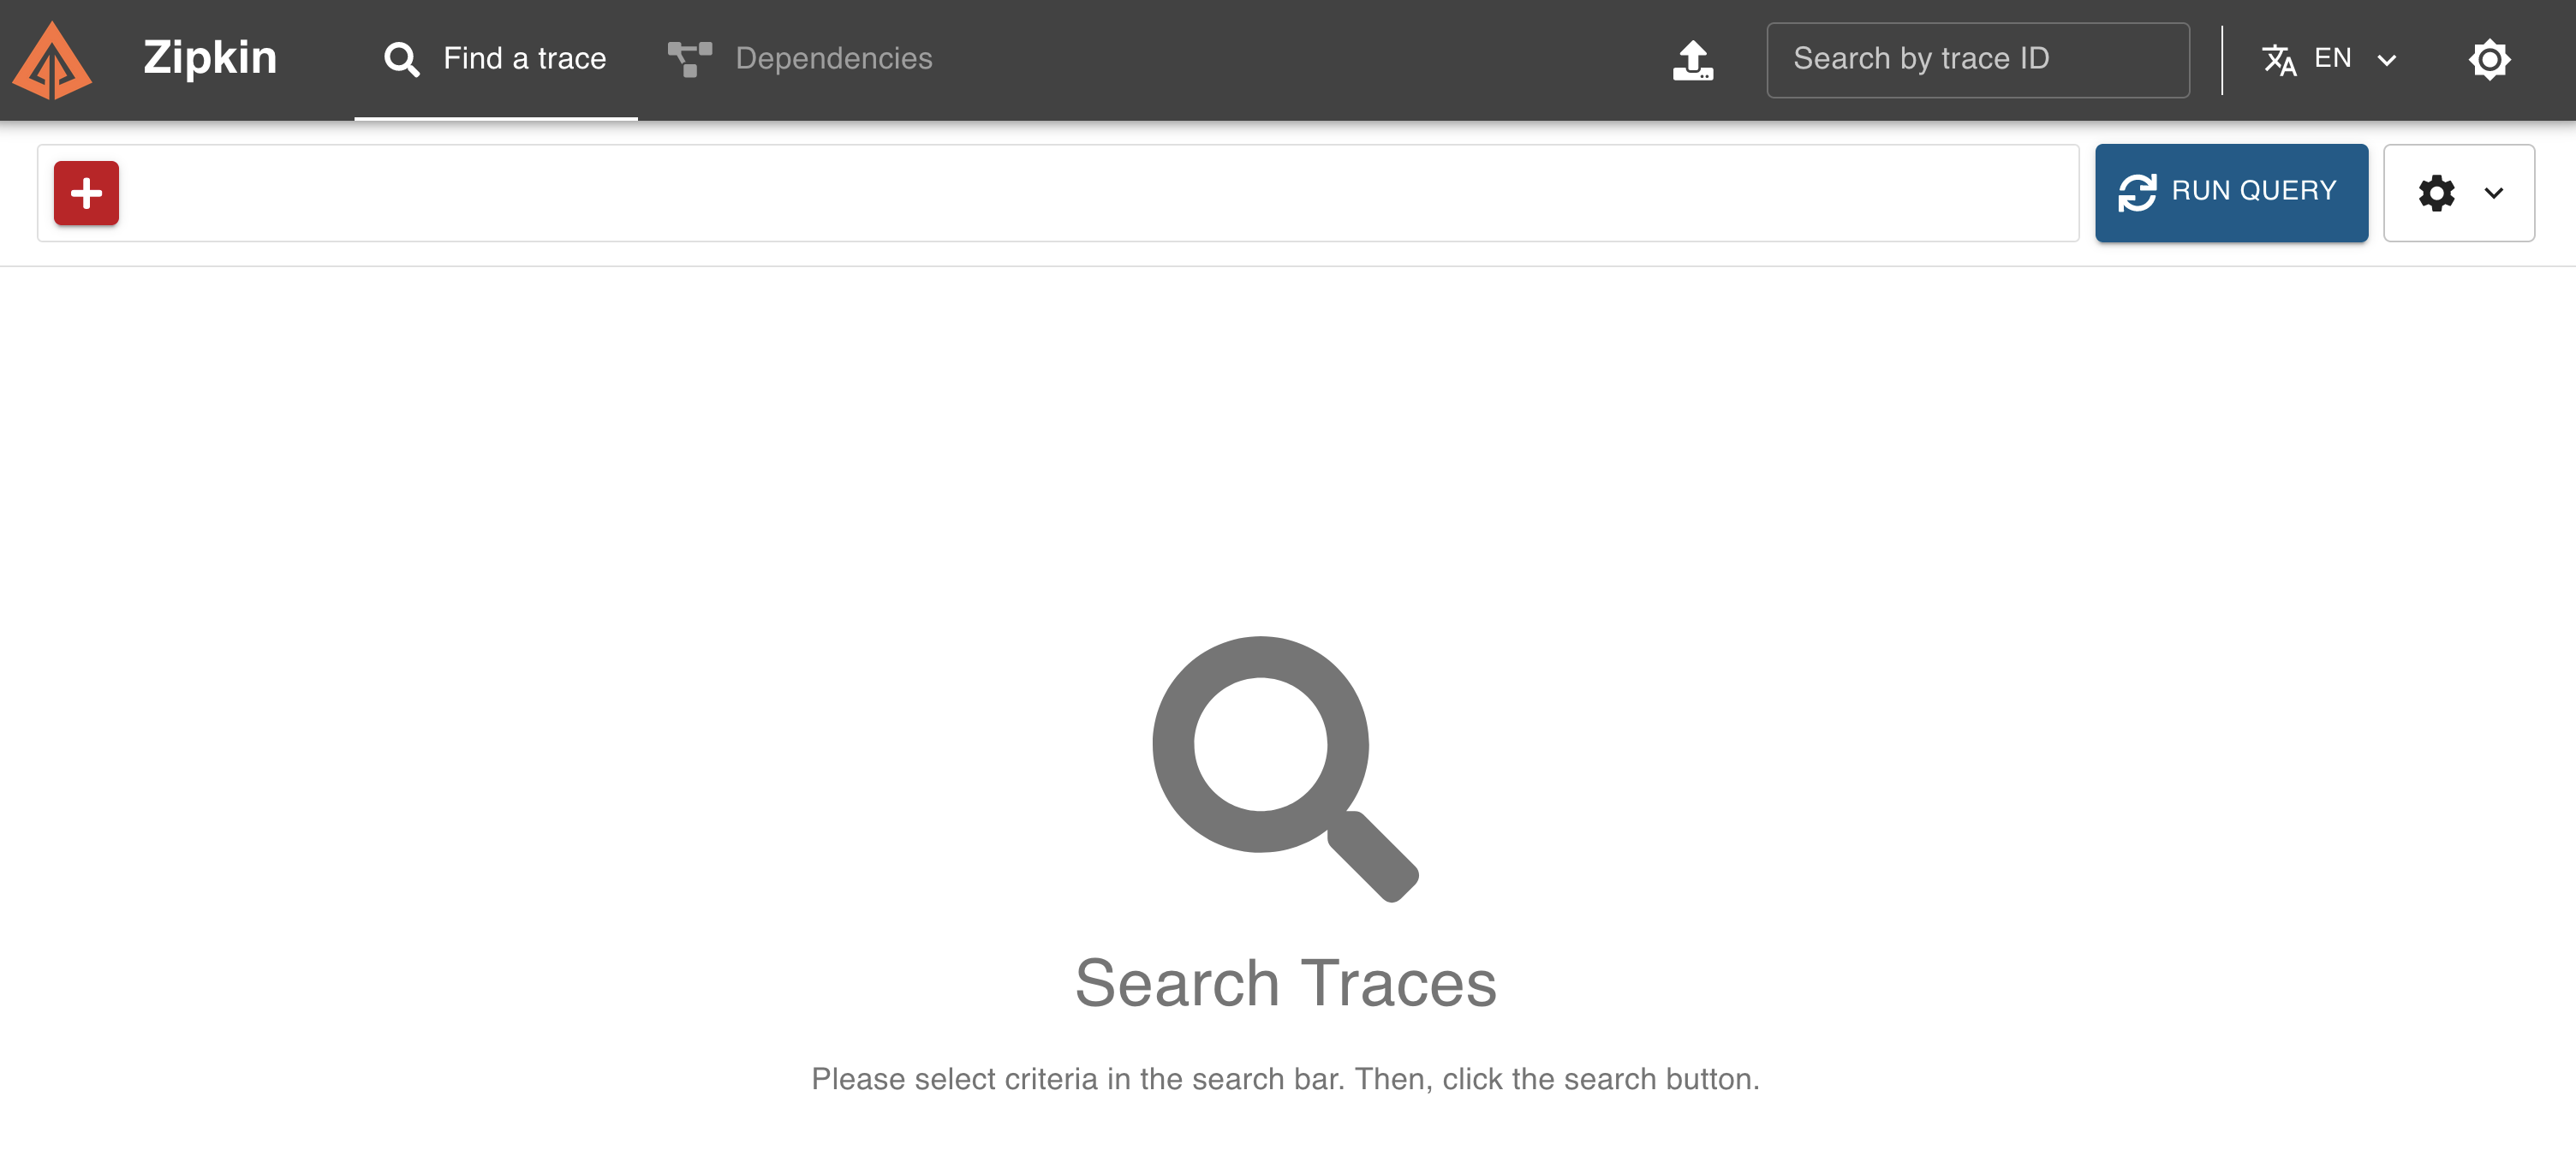 Zipkin
Find a trace
Dependencies
Search by trace ID
EN
RUN QUERY
Search Traces
Please select criteria in the search bar. Then, click the search button.